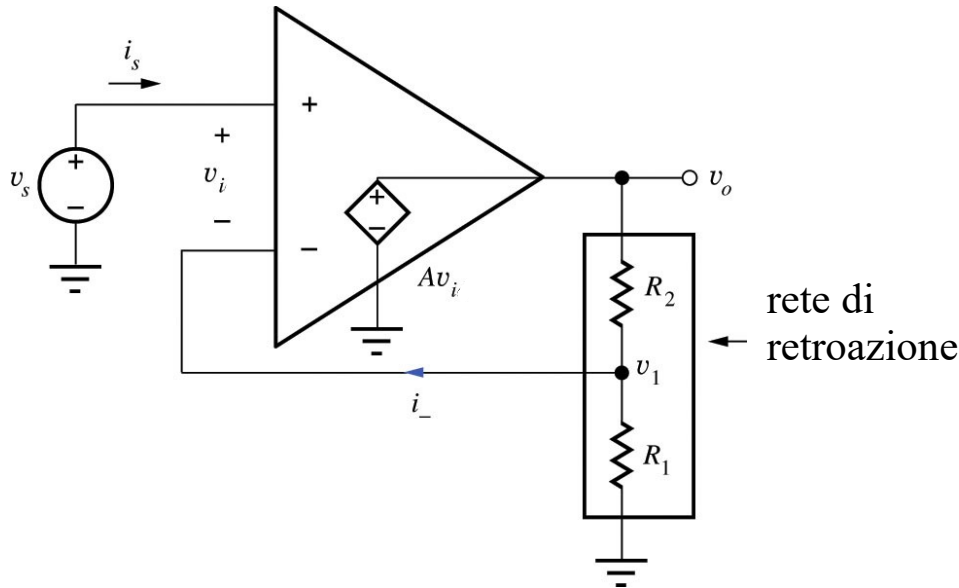 i_s
+
+
v_s
+
−
v_i
−
+
−
−
Av_i
v_o
R_2
rete di
retroazione
v_1
i_−
R_1